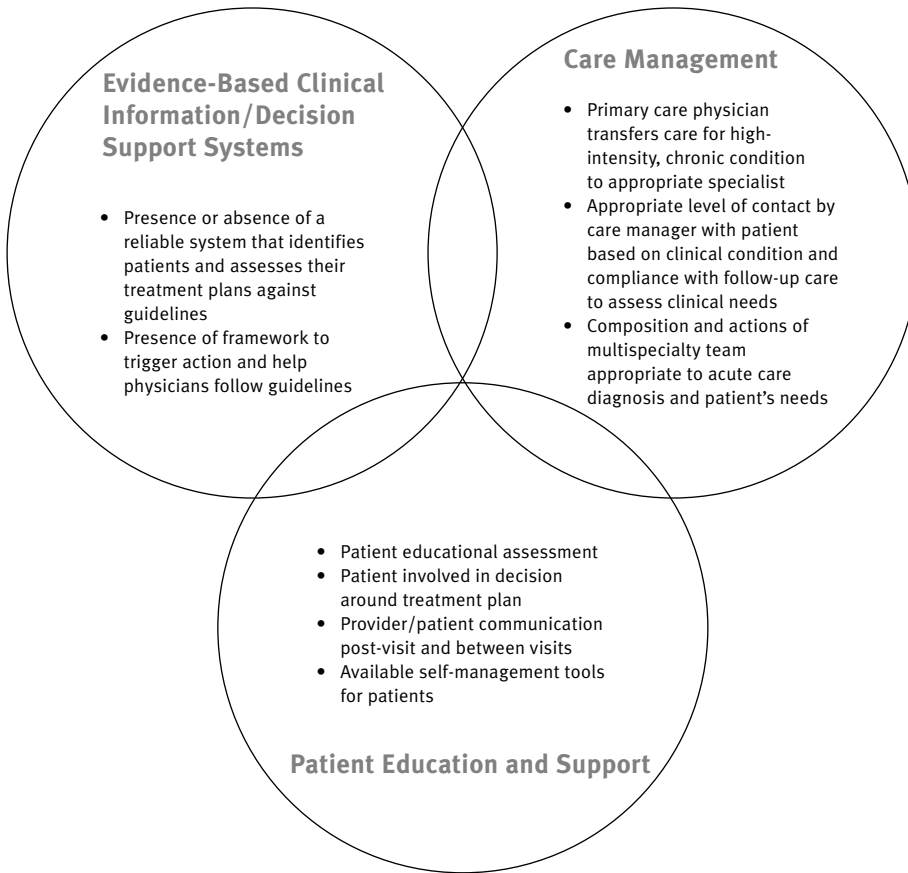 Evidence-Based Clinical
Information/Decision
Support Systems
• Presence or absence of a
reliable system that identifies
patients and assesses their
treatment plans against
guidelines
• Presence of framework to
trigger action and help
physicians follow guidelines
Care Management
• Primary care physician
transfers care for high-
intensity, chronic condition
to appropriate specialist
• Appropriate level of contact by
care manager with patient
based on clinical condition and
compliance with follow-up care
to assess clinical needs
• Composition and actions of
multispecialty team
appropriate to acute care
diagnosis and patient’s needs
• Patient educational assessment
• Patient involved in decision
around treatment plan
• Provider/patient communication
post-visit and between visits
• Available self-management tools
for patients
Patient Education and Support